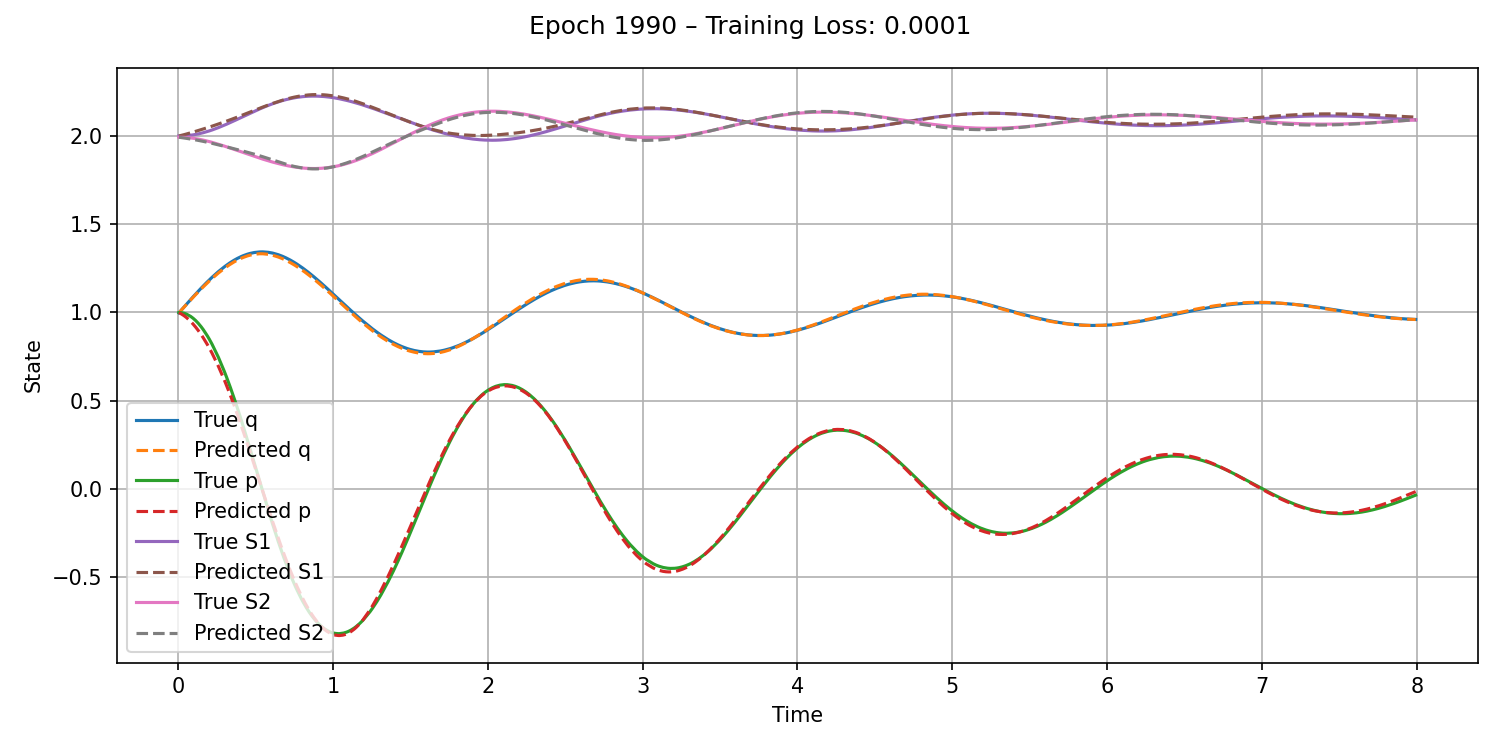 Epoch 1990 – Training Loss: 0.0001
State
2.0
1.5
1.0
0.5
0.0
−0.5
True q
Predicted q
True p
Predicted p
True S1
Predicted S1
True S2
Predicted S2
0 1 2 3 4 5 6 7 8
Time